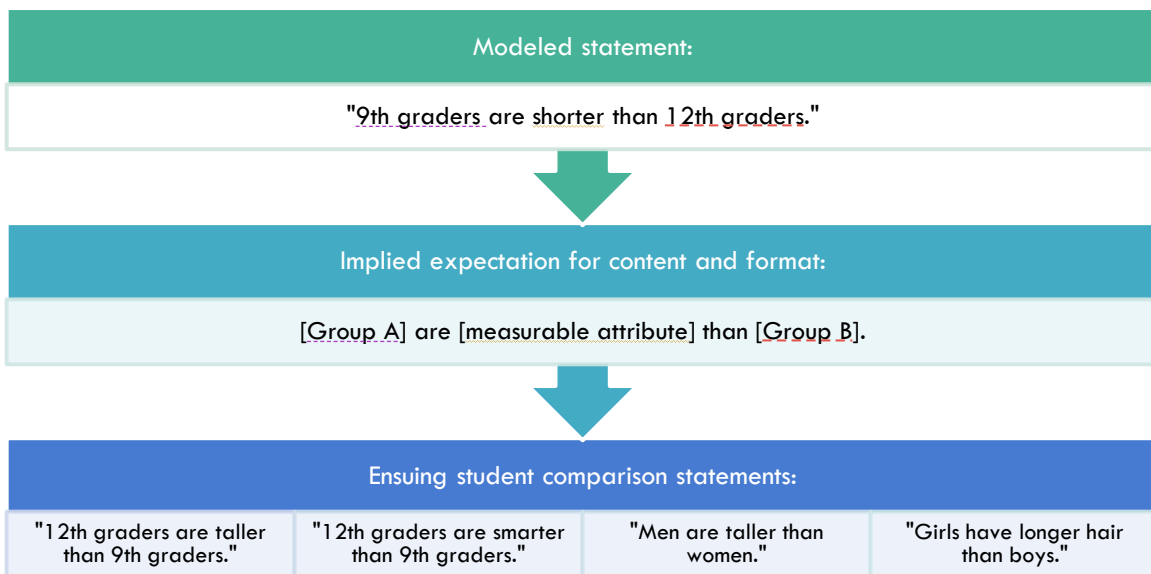 Modeled statement:
"9th graders are shorter than 12th graders."
Implied expectation for content and format:
[Group A] are [measurable attribute] than [Group B].
Ensuing student comparison statements:
"12th graders are taller
than 9th graders."
"12th graders are smarter
than 9th graders."
"Men are taller than
women."
"Girls have longer hair
than boys."